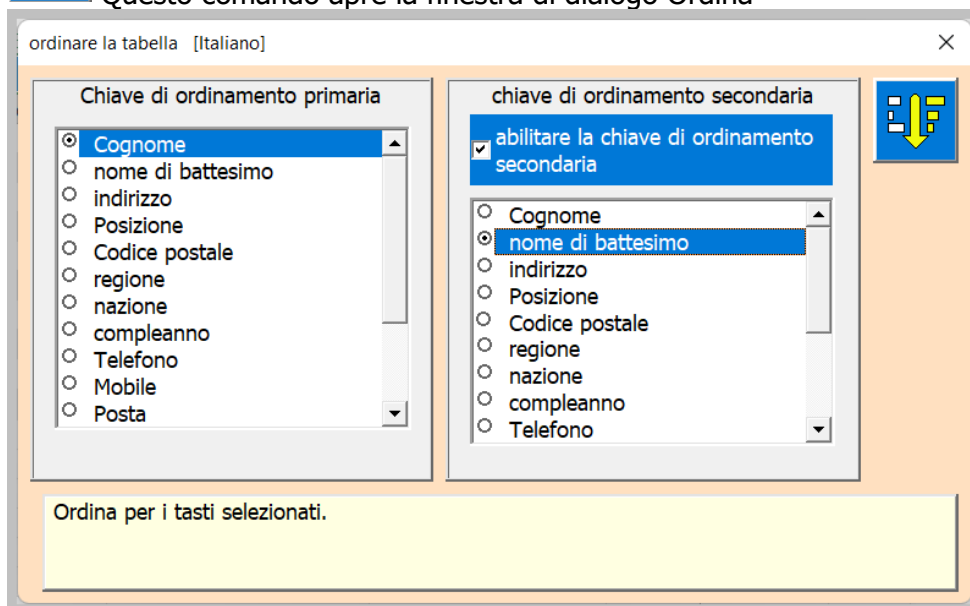 Questo comando apre la finestra di dialogo Ordina
ordinare la tabella [Italiano]
Chiave di ordinamento primaria
Cognome
nome di battesimo
indirizzo
Posizione
Codice postale
regione
nazione
compleanno
Telefono
Mobile
Posta
chiave di ordinamento secondaria
abilitare la chiave di ordinamento
secondaria
Cognome
nome di battesimo
indirizzo
Posizione
Codice postale
regione
nazione
compleanno
Telefono
Ordina per i tasti selezionati.